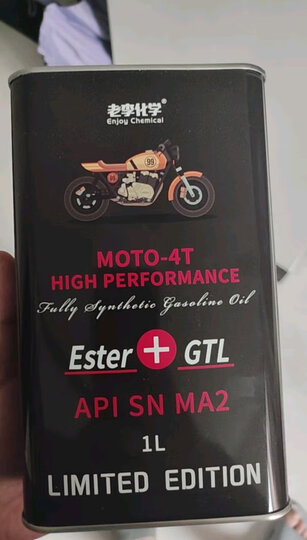 老李化学®
Enjoy Chemical
99
MOTO-4T
HIGH PERFORMANCE
Fully Synthetic Gasoline Oil
Ester + GTL
API SN MA2
1L
LIMITED EDITION